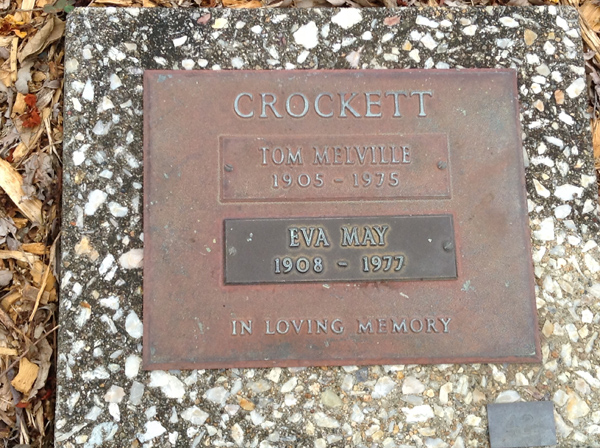 CROCKETT
TOM MELVILLE
1905 - 1975
EVA MAY
1908 - 1977
IN LOVING MEMORY